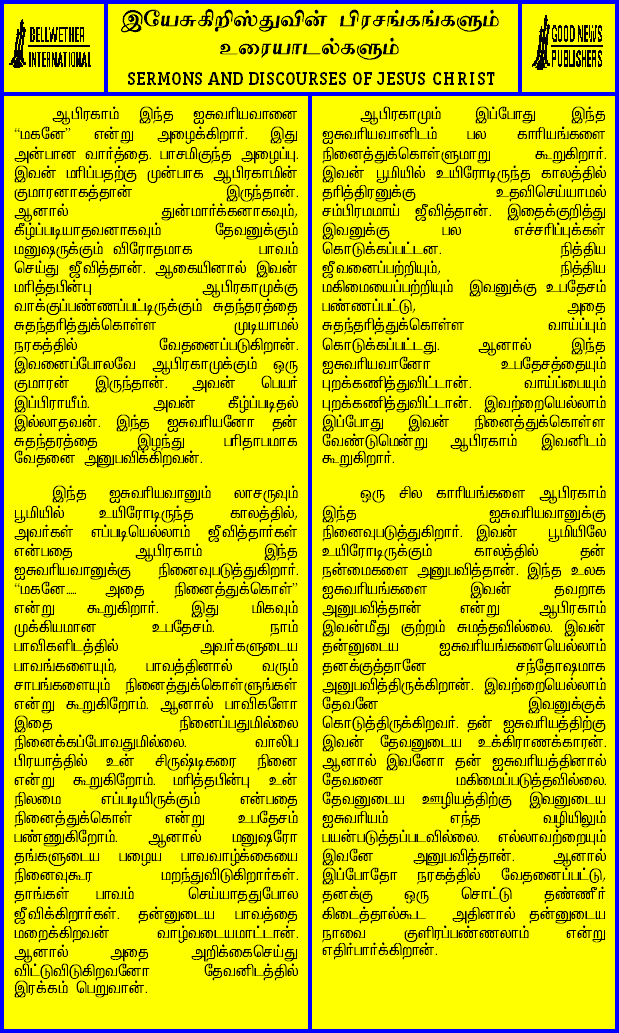 BELLWETHER
INTERNATIONAL
இயேசுகிறிஸ்துவின் பிரசங்கங்களும்
உரையாடல்களும்
SERMONS AND DISCOURSES OF JESUS CHRIST
GOOD NEWS
PUBLISHERS
ஆபிரகாம் இந்த ஐசுவரியவானை
“மகனே” என்று அழைக்கிறார். இது
அன்பான வார்த்தை. பாசமிகுந்த அழைப்பு.
இவன் மரிப்பதற்கு முன்பாக ஆபிரகாமின்
குமாரனாகத்தான் இருந்தான்.
ஆனால் துன்மார்க்கனாகவும்,
கீழ்ப்படியாதவனாகவும் தேவனுக்கும்
மனுஷருக்கும் விரோதமாக பாவம்
செய்து ஜீவித்தான். ஆகையினால் இவன்
மரித்தபின்பு ஆபிரகாமுக்கு
வாக்குப்பண்ணப்பட்டிருக்கும் சுதந்தரத்தை
சுதந்தரித்துக்கொள்ள முடியாமல்
நரகத்தில் வேதனைப்படுகிறான்.
இவனைப்போலவே ஆபிரகாமுக்கும் ஒரு
குமாரன் இருந்தான். அவன் பெயர்
இப்பிராயீம். அவன் கீழ்ப்படிதல்
இல்லாதவன். இந்த ஐசுவரியனோ தன்
சுதந்தரத்தை இழந்து பரிதாபமாக
வேதனை அனுபவிக்கிறவன்.
இந்த ஐசுவரியவானும் லாசருவும்
பூமியில் உயிரோடிருந்த காலத்தில்,
அவர்கள் எப்படியெல்லாம் ஜீவித்தார்கள்
என்பதை ஆபிரகாம் இந்த
ஐசுவரியவானுக்கு நினைவுபடுத்துகிறார்.
“மகனே..... அதை நினைத்துக்கொள்”
என்று கூறுகிறார். இது மிகவும்
முக்கியமான உபதேசம். நாம்
பாவிகளிடத்தில் அவர்களுடைய
பாவங்களையும், பாவத்தினால் வரும்
சாபங்களையும் நினைத்துக்கொள்ளுங்கள்
என்று கூறுகிறோம். ஆனால் பாவிகளோ
இதை நினைப்பதுமில்லை
நினைக்கப்போவதுமில்லை. வாலிப
பிரயாத்தில் உன் சிருஷ்டிகரை நினை
என்று கூறுகிறோம். மரித்தபின்பு உன்
நிலமை எப்படியிருக்கும் என்பதை
நினைத்துக்கொள் என்று உபதேசம்
பண்ணுகிறோம். ஆனால் மனுஷரோ
தங்களுடைய பழைய பாவவாழ்க்கையை
நினைவுகூர மறந்துவிடுகிறார்கள்.
தாங்கள் பாவம் செய்யாததுபோல
ஜீவிக்கிறார்கள். தன்னுடைய பாவத்தை
மறைக்கிறவன் வாழ்வடையமாட்டான்.
ஆனால் அதை அறிக்கைசெய்து
விட்டுவிடுகிறவனோ தேவனிடத்தில்
இரக்கம் பெறுவான்.
ஆபிரகாமும் இப்போது இந்த
ஐசுவரியவானிடம் பல காரியங்களை
நினைத்துக்கொள்ளுமாறு கூறுகிறார்.
இவன் பூமியில் உயிரோடிருந்த காலத்தில்
தரித்திரனுக்கு உதவிசெய்யாமல்
சம்பிரமமாய் ஜீவித்தான். இதைக்குறித்து
இவனுக்கு பல எச்சரிப்புக்கள்
கொடுக்கப்பட்டன. நித்திய
ஜீவனைப்பற்றியும், நித்திய
மகிமையைப்பற்றியும் இவனுக்கு உபதேசம்
பண்ணப்பட்டு, அதை
சுதந்தரித்துக்கொள்ள வாய்ப்பும்
கொடுக்கப்பட்டது. ஆனால் இந்த
ஐசுவரியவானோ உபதேசத்தையும்
புறக்கணித்துவிட்டான். வாய்ப்பையும்
புறக்கணித்துவிட்டான். இவற்றையெல்லாம்
இப்போது இவன் நினைத்துக்கொள்ள
வேண்டுமென்று ஆபிரகாம் இவனிடம்
கூறுகிறார்.
ஒரு சில காரியங்களை ஆபிரகாம்
இந்த ஐசுவரியவானுக்கு
நினைவுபடுத்துகிறார். இவன் பூமியிலே
உயிரோடிருக்கும் காலத்தில் தன்
நன்மைகளை அனுபவித்தான். இந்த உலக
ஐசுவரியங்களை இவன் தவறாக
அனுபவித்தான் என்று ஆபிரகாம்
இவன்மீது குற்றம் சுமத்தவில்லை. இவன்
தன்னுடைய ஐசுவரியங்களையெல்லாம்
தனக்குத்தானே சந்தோஷமாக
அனுபவித்திருக்கிறான். இவற்றையெல்லாம்
தேவனே இவனுக்குக்
கொடுத்திருக்கிறவர். தன் ஐசுவரியத்திற்கு
இவன் தேவனுடைய உக்கிராணக்காரன்.
ஆனால் இவனோ தன் ஐசுவரியத்தினால்
தேவனை மகிமைப்படுத்தவில்லை.
தேவனுடைய ஊழியத்திற்கு இவனுடைய
ஐசுவரியம் எந்த வழியிலும்
பயன்படுத்தப்படவில்லை. எல்லாவற்றையும்
இவனே அனுபவித்தான். ஆனால்
இப்போதோ நரகத்தில் வேதனைப்பட்டு,
தனக்கு ஒரு சொட்டு தண்ணீர்
கிடைத்தால்கூட அதினால் தன்னுடைய
நாவை குளிரப்பண்ணலாம் என்று
எதிர்பார்க்கிறான்.